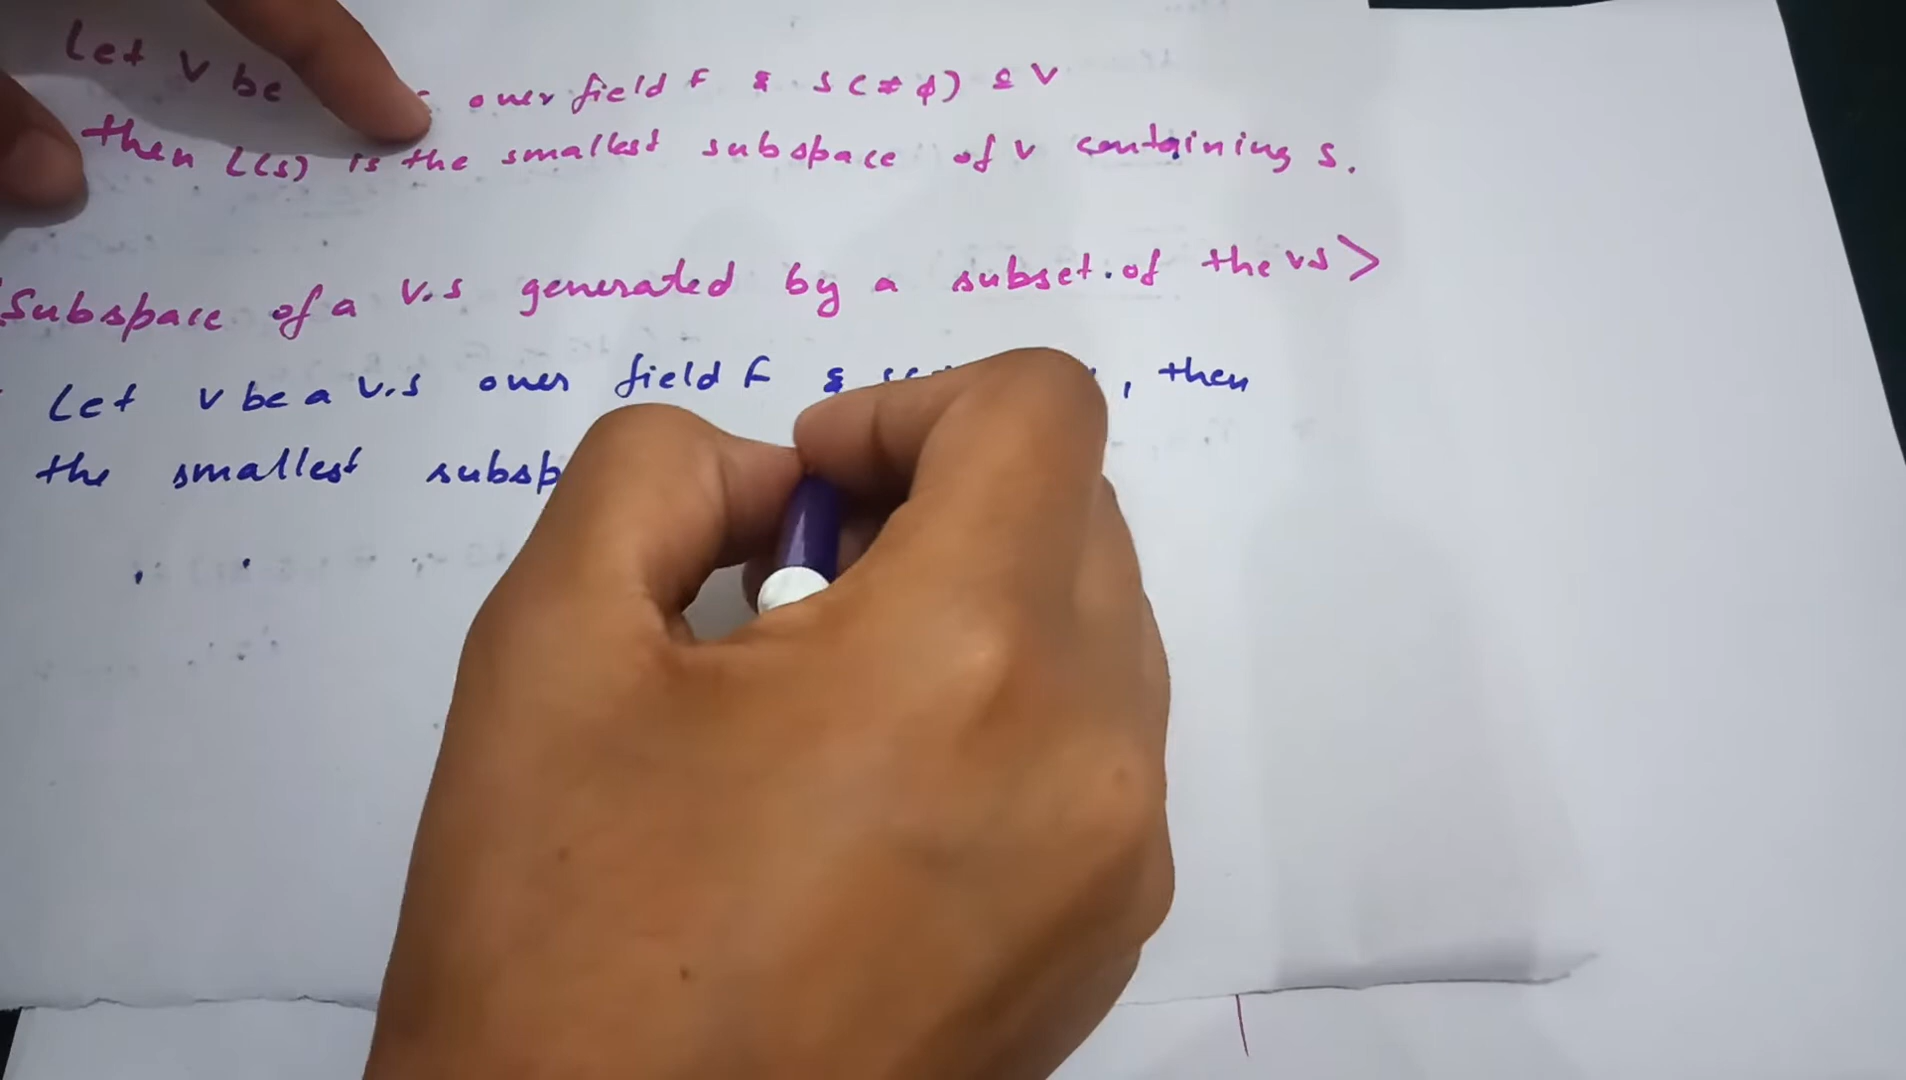 Let V be over field F & S(≠ϕ) ⊆ V
then L(S) is the smallest subspace of V containing S.
Subspace of a V.S generated by a subset of the VS >
Let V be a V.S over field F & , then
the smallest subsp